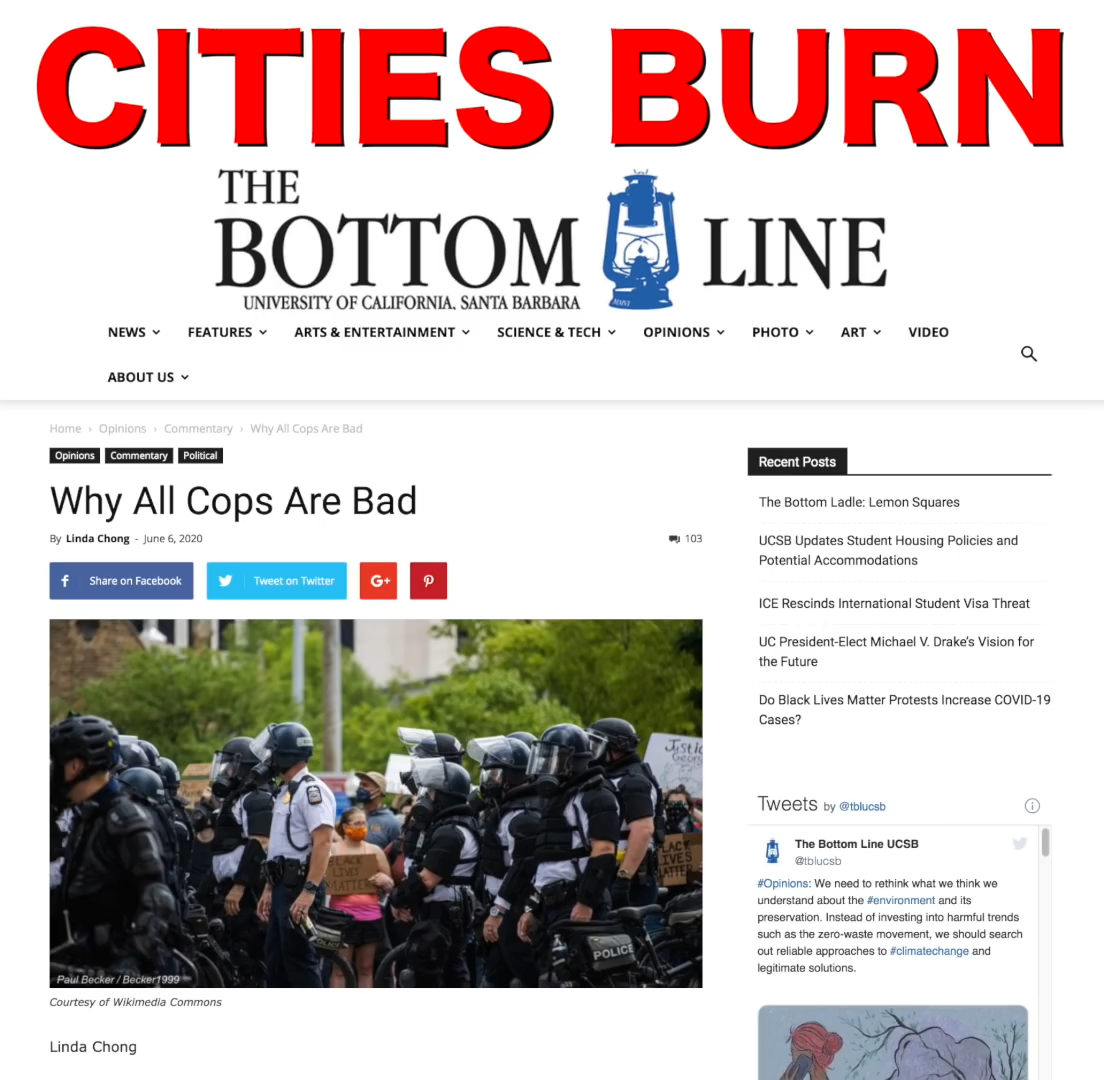 CITIES BURN
THE
BOTTOM LINE
UNIVERSITY OF CALIFORNIA, SANTA BARBARA
NEWS FEATURES ARTS & ENTERTAINMENT SCIENCE & TECH OPINIONS PHOTO ART VIDEO
ABOUT US
Home › Opinions › Commentary › Why All Cops Are Bad
Opinions Commentary Political
Why All Cops Are Bad
By Linda Chong - June 6, 2020 103
f Share on Facebook Tweet on Twitter G+
Justic
Georg
BLACK
LIVES
MATTER
LACK
LIVES
ATTER
POLICE
POLICE
Paul Becker / Becker1999
Courtesy of Wikimedia Commons
Linda Chong
Recent Posts
The Bottom Ladle: Lemon Squares
UCSB Updates Student Housing Policies and
Potential Accommodations
ICE Rescinds International Student Visa Threat
UC President-Elect Michael V. Drake's Vision for
the Future
Do Black Lives Matter Protests Increase COVID-19
Cases?
Tweets by @tblucsb
The Bottom Line UCSB
@tblucsb
#Opinions: We need to rethink what we think we
understand about the #environment and its
preservation. Instead of investing into harmful trends
such as the zero-waste movement, we should search
out reliable approaches to #climatechange and
legitimate solutions.